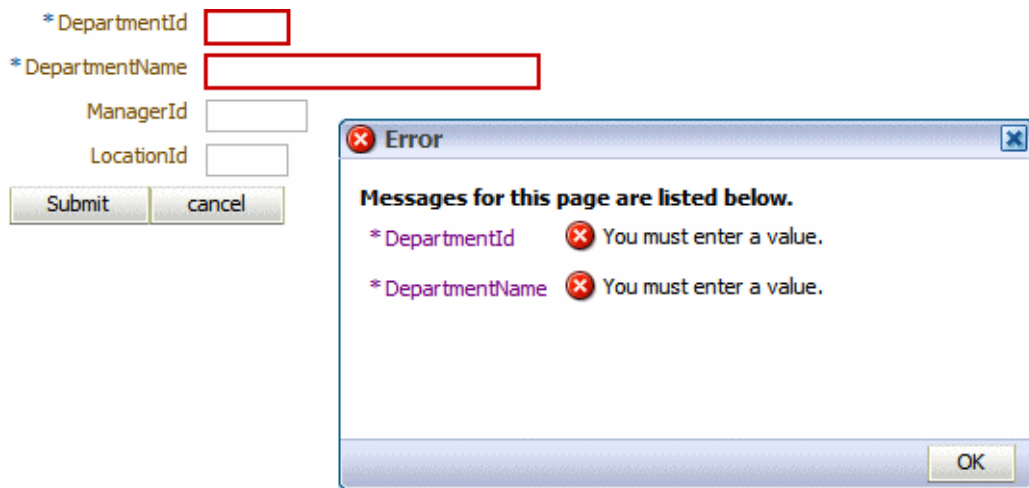 * DepartmentId
* DepartmentName
ManagerId
LocationId
Submit cancel
Error
Messages for this page are listed below.
* DepartmentId You must enter a value.
* DepartmentName You must enter a value.
OK